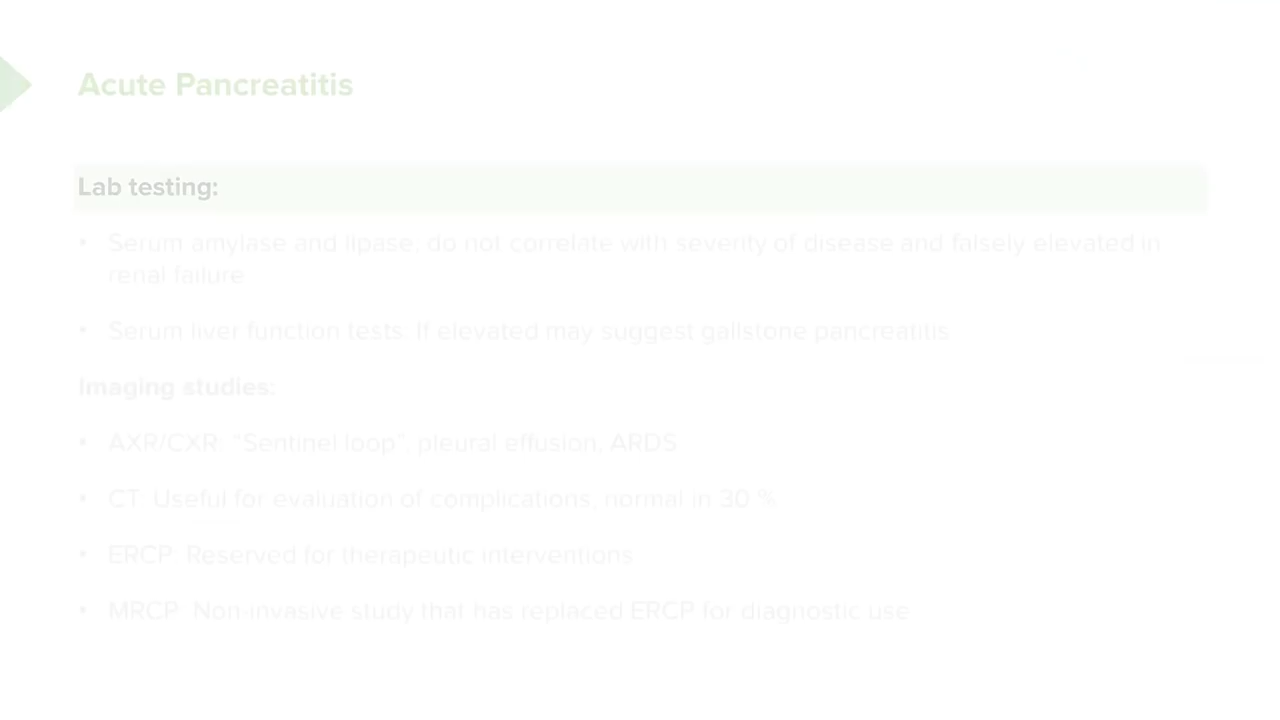 Acute Pancreatitis
Lab testing:
• Serum amylase and lipase: do not correlate with severity of disease and falsely elevated in
renal failure
• Serum liver function tests: If elevated may suggest gallstone pancreatitis
Imaging studies:
• AXR/CXR: "Sentinel loop", pleural effusion, ARDS
• CT: Useful for evaluation of complications, normal in 30 %
• ERCP: Reserved for therapeutic interventions
• MRCP: Non-invasive study that has replaced ERCP for diagnostic use